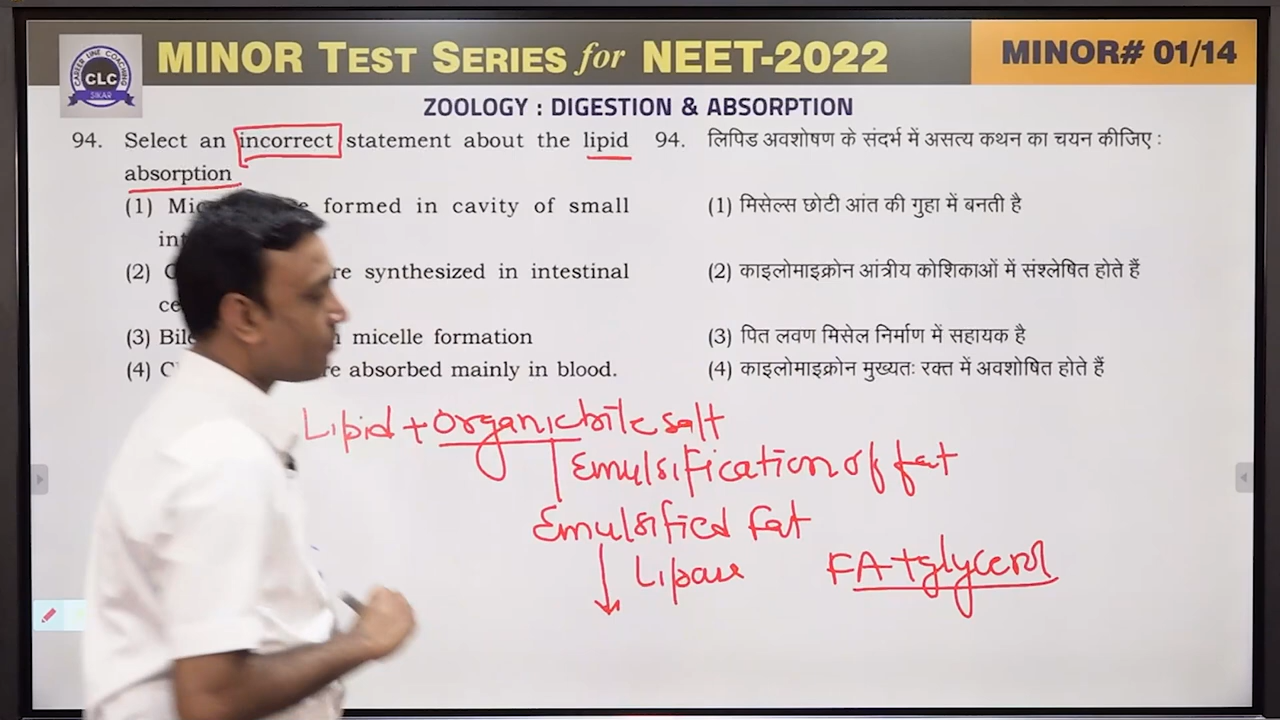 MINOR TEST SERIES for NEET-2022
MINOR# 01/14
CAREER LINE COACHING
CLC
SIKAR
ZOOLOGY : DIGESTION & ABSORPTION
94. Select an incorrect statement about the lipid
absorption
(1) formed in cavity of small
(2) synthesized in intestinal
(3) micelle formation
(4) absorbed mainly in blood.
94. लिपिड अवशोषण के संदर्भ में असत्य कथन का चयन कीजिए :
(1) मिसेल्स छोटी आंत की गुहा में बनती है
(2) काइलोमाइक्रोन आंत्रीय कोशिकाओं में संश्लेषित होते हैं
(3) पित लवण मिसेल निर्माण में सहायक है
(4) काइलोमाइक्रोन मुख्यतः रक्त में अवशोषित होते हैं
Lipid + organic bile salt
Emulsification of fat
Emulsified fat
Lipase FA + glycerol